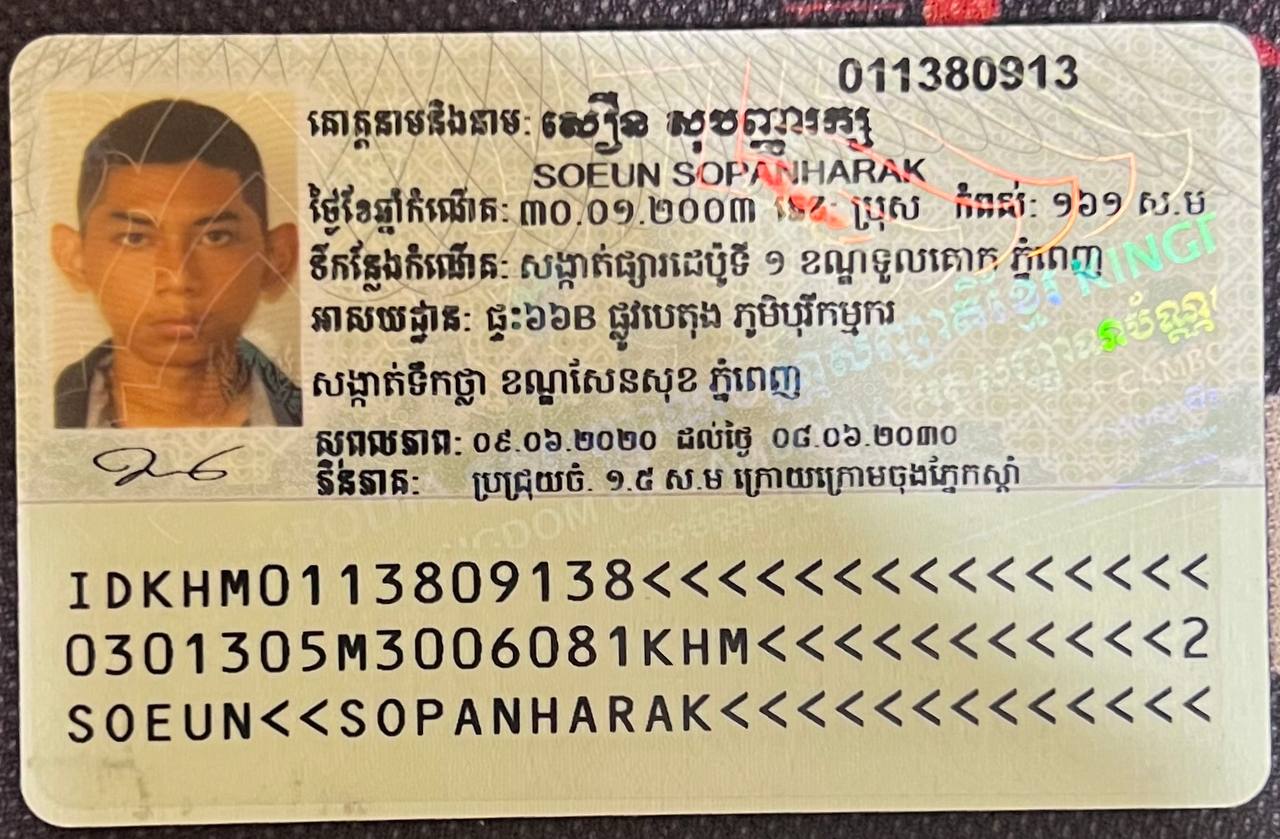 011380913
គោត្តនាមនិងនាម: សឿន សុបញ្ញារក្ស
SOEUN SOPANHARAK
ថ្ងៃខែឆ្នាំកំណើត: ៣០.០១.២០០៣ ភេទ: ប្រុស កំពស់: ១៦១ ស.ម
ទីកន្លែងកំណើត: សង្កាត់ផ្សារដេប៉ូទី ១ ខណ្ឌទួលគោក ភ្នំពេញ
អាសយដ្ឋាន: ផ្ទះ៦៦B ផ្លូវបេតុង ភូមិបុរីកម្មករ
សង្កាត់ទឹកថ្លា ខណ្ឌសែនសុខ ភ្នំពេញ
សុពលភាព: ០៩.០៦.២០២០ ដល់ថ្ងៃ ០៨.០៦.២០៣០
ភិនភាគ: ប្រជ្រុយចំ. ១.៥ ស.ម ក្រោយក្រោមចុងភ្នែកស្តាំ
IDKHM0113809138<<<<<<<<<<<<<<<
0301305M3006081KHM<<<<<<<<<<<2
SOEUN<<SOPANHARAK<<<<<<<<<<<<<